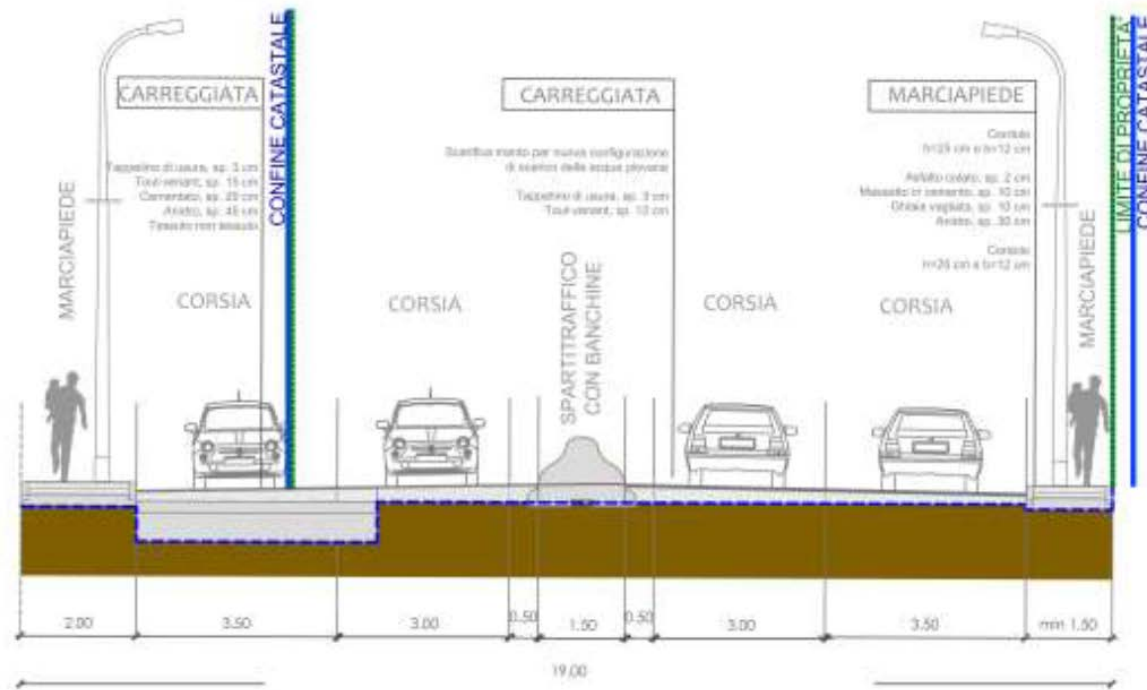 CONFINE CATASTALE
LIMITE DI PROPRIETA'
CONFINE CATASTALE
CARREGGIATA
CARREGGIATA
MARCIAPIEDE
Tappetino di usura, sp. 3 cm
Tout-venant, sp. 15 cm
Cementato, sp. 20 cm
Anidro, sp. 45 cm
Tessuto non tessuto
Scarifica manto per nuova configurazione
di scarico delle acque piovane
Tappetino di usura, sp. 3 cm
Tout-venant, sp. 12 cm
Cordolo
h=25 cm e b=12 cm
Asfalto colato, sp. 2 cm
Massetto in cemento, sp. 10 cm
Ghiaia vagliata, sp. 10 cm
Anidro, sp. 30 cm
Cordolo
h=25 cm e b=12 cm
MARCIAPIEDE
CORSIA
CORSIA
SPARTITRAFFICO
CON BANCHINE
CORSIA
CORSIA
MARCIAPIEDE
2.00
3.50
3.00
0.50
1.50
0.50
3.00
3.50
min 1.50
19.00